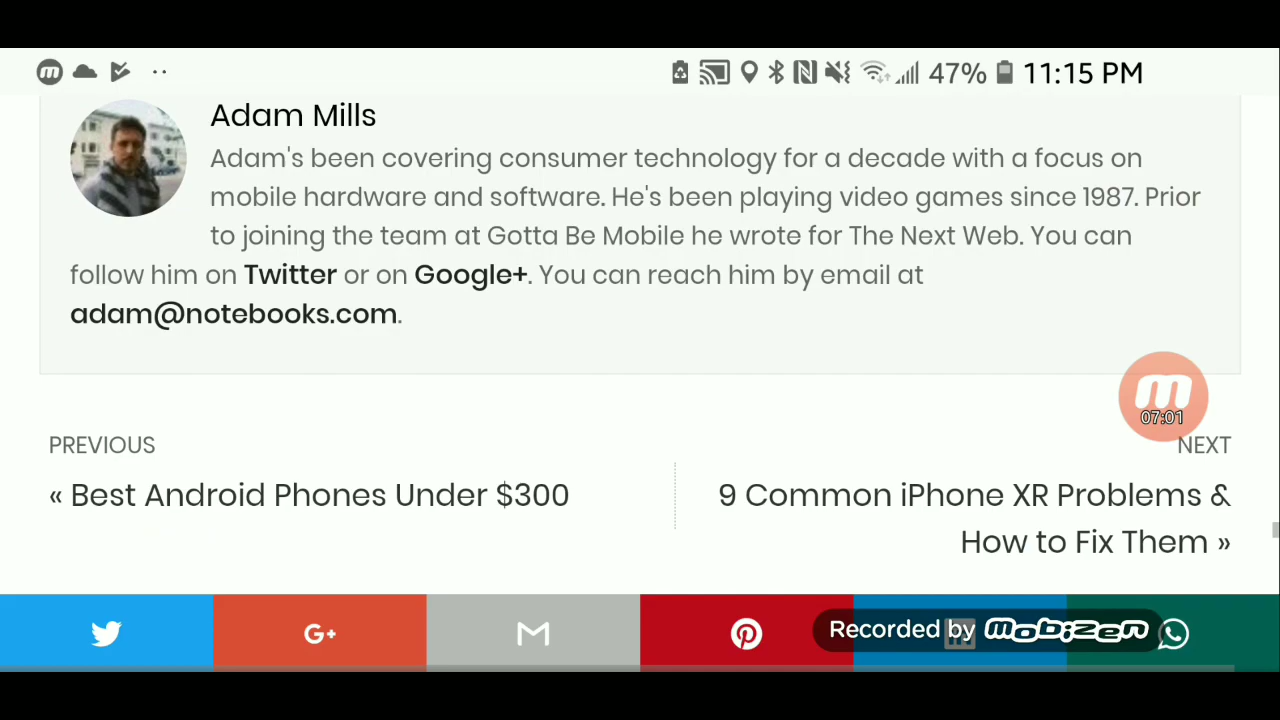 47% 11:15 PM
Adam Mills
Adam's been covering consumer technology for a decade with a focus on
mobile hardware and software. He's been playing video games since 1987. Prior
to joining the team at Gotta Be Mobile he wrote for The Next Web. You can
follow him on Twitter or on Google+. You can reach him by email at
adam@notebooks.com.
m
07:01
PREVIOUS
NEXT
« Best Android Phones Under $300
9 Common iPhone XR Problems &
How to Fix Them »
G+
Recorded by mobizen